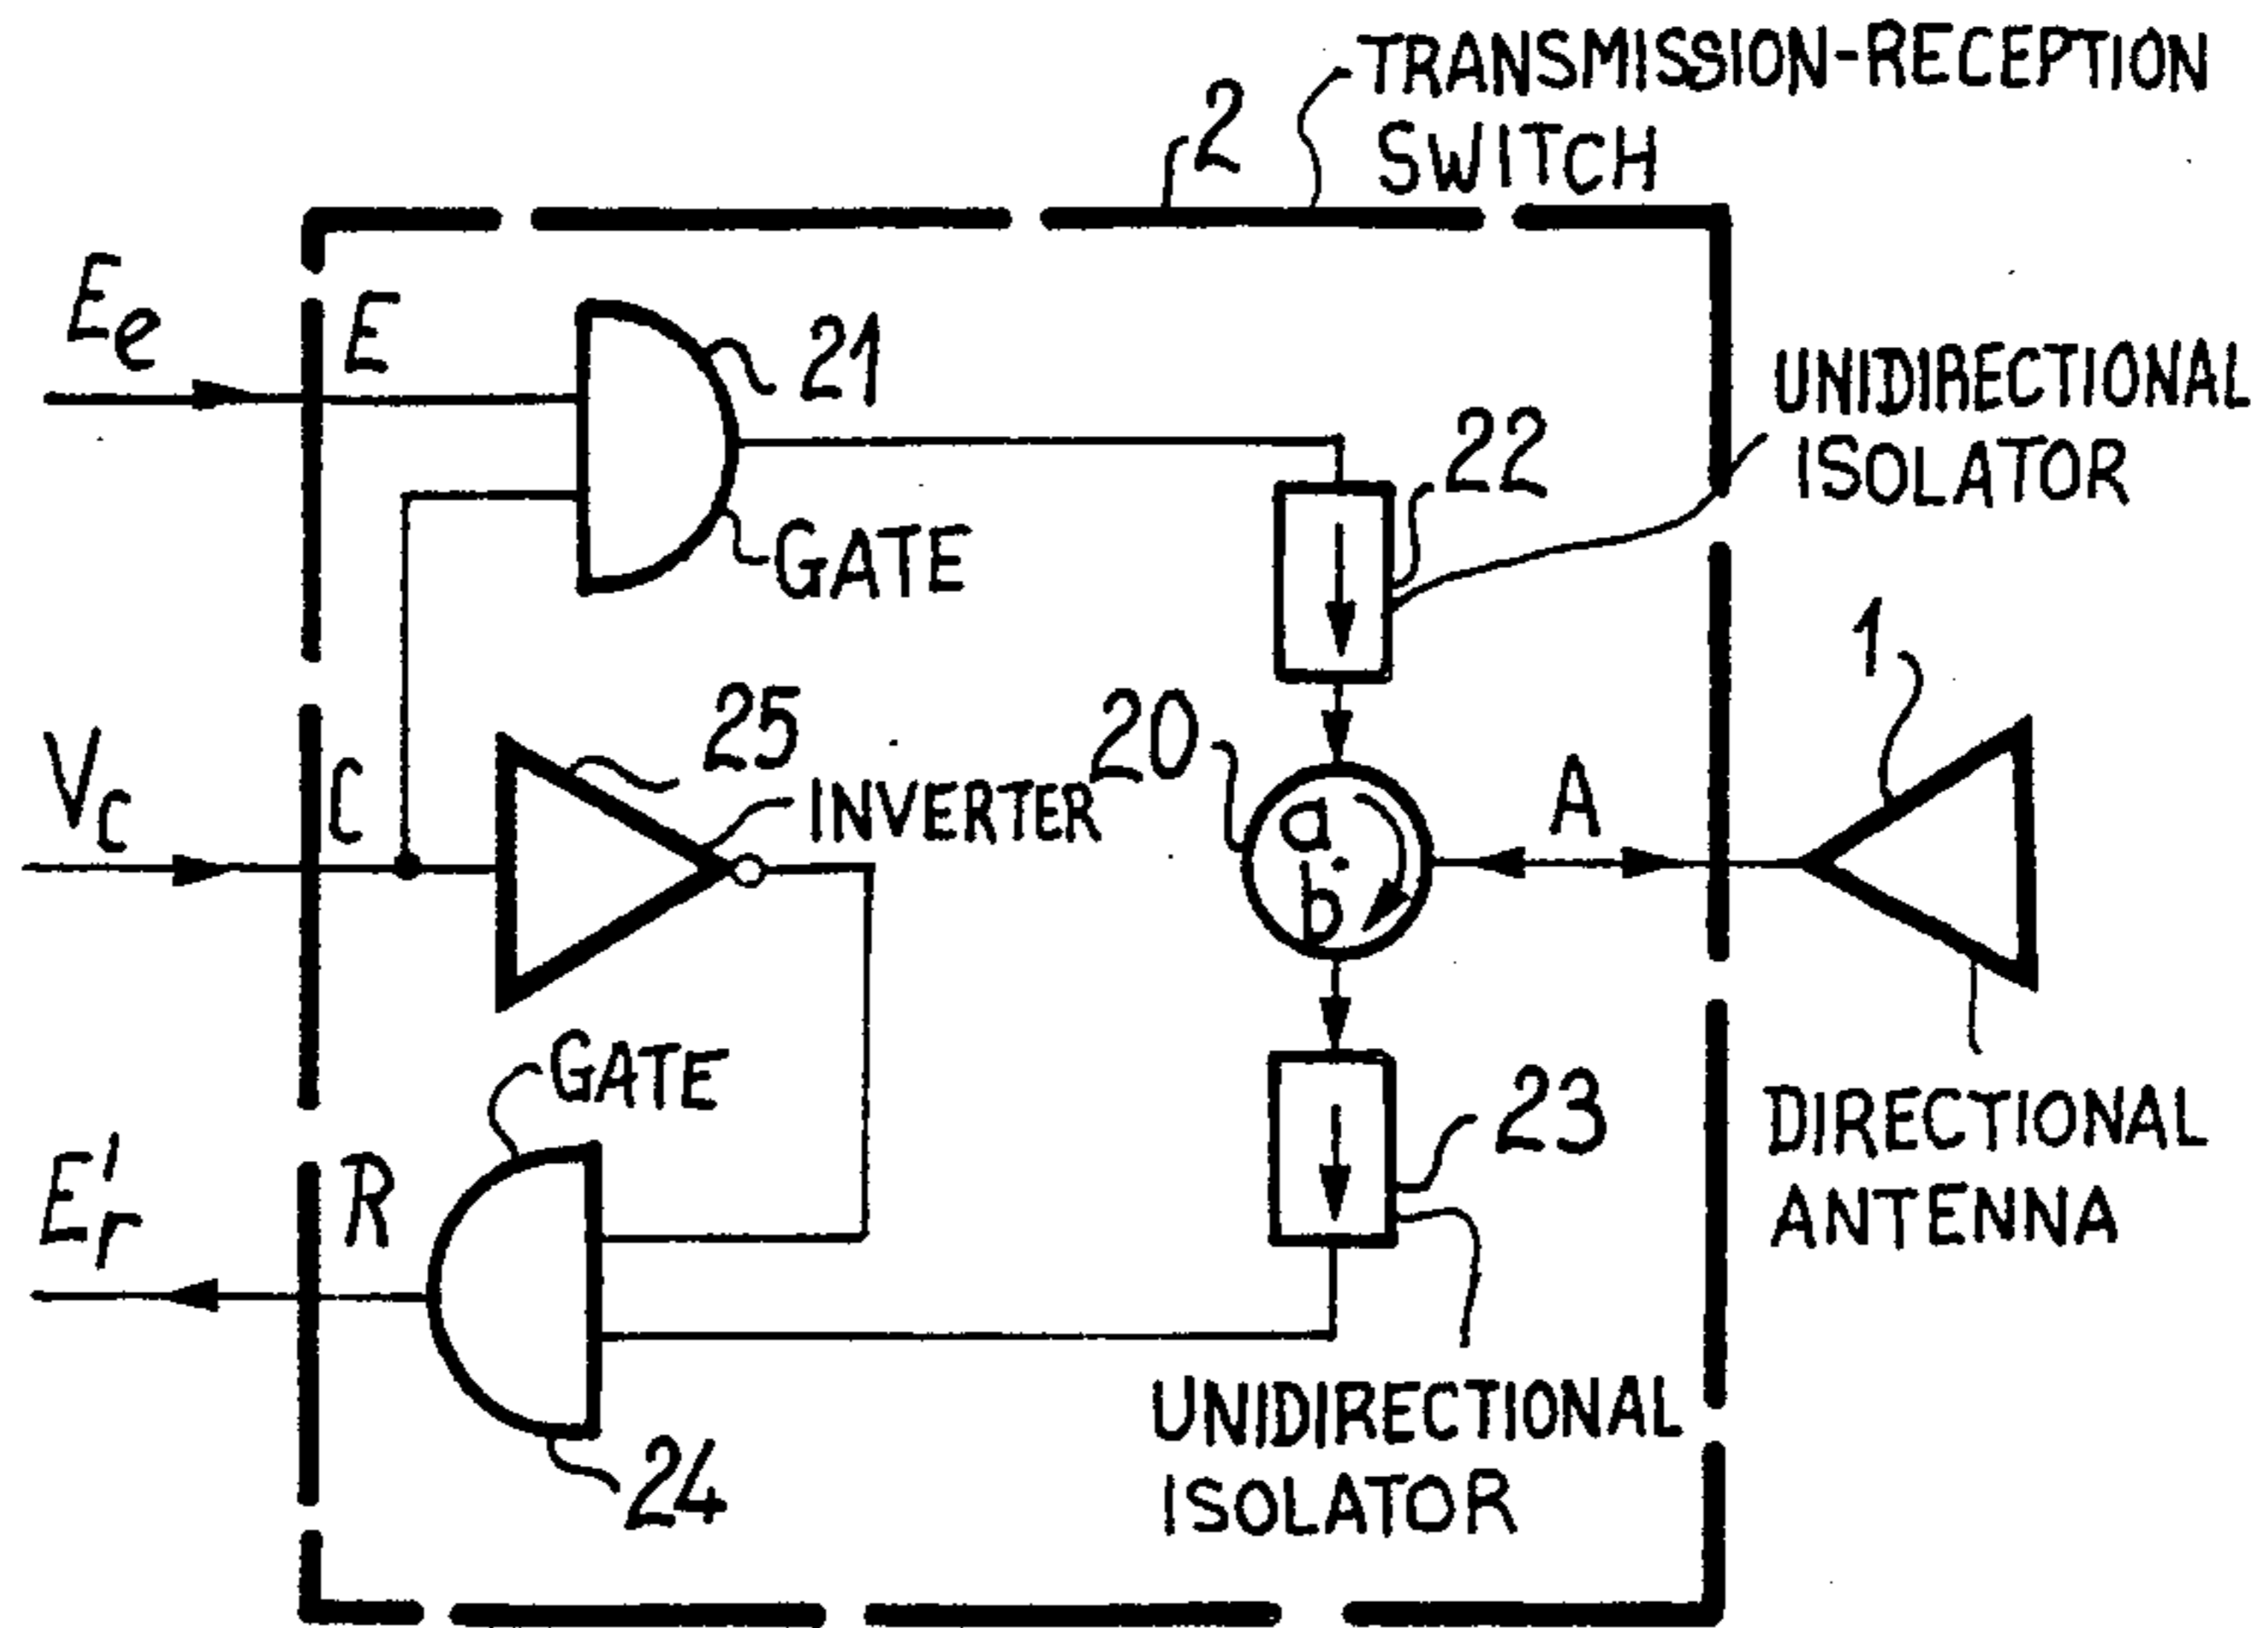 TRANSMISSION-RECEPTION
SWITCH
2
Ee
E
21
22
UNIDIRECTIONAL
ISOLATOR
GATE
1
Vc
C
25
INVERTER
20
a
b
A
GATE
23
DIRECTIONAL
ANTENNA
E'r
R
UNIDIRECTIONAL
ISOLATOR
24